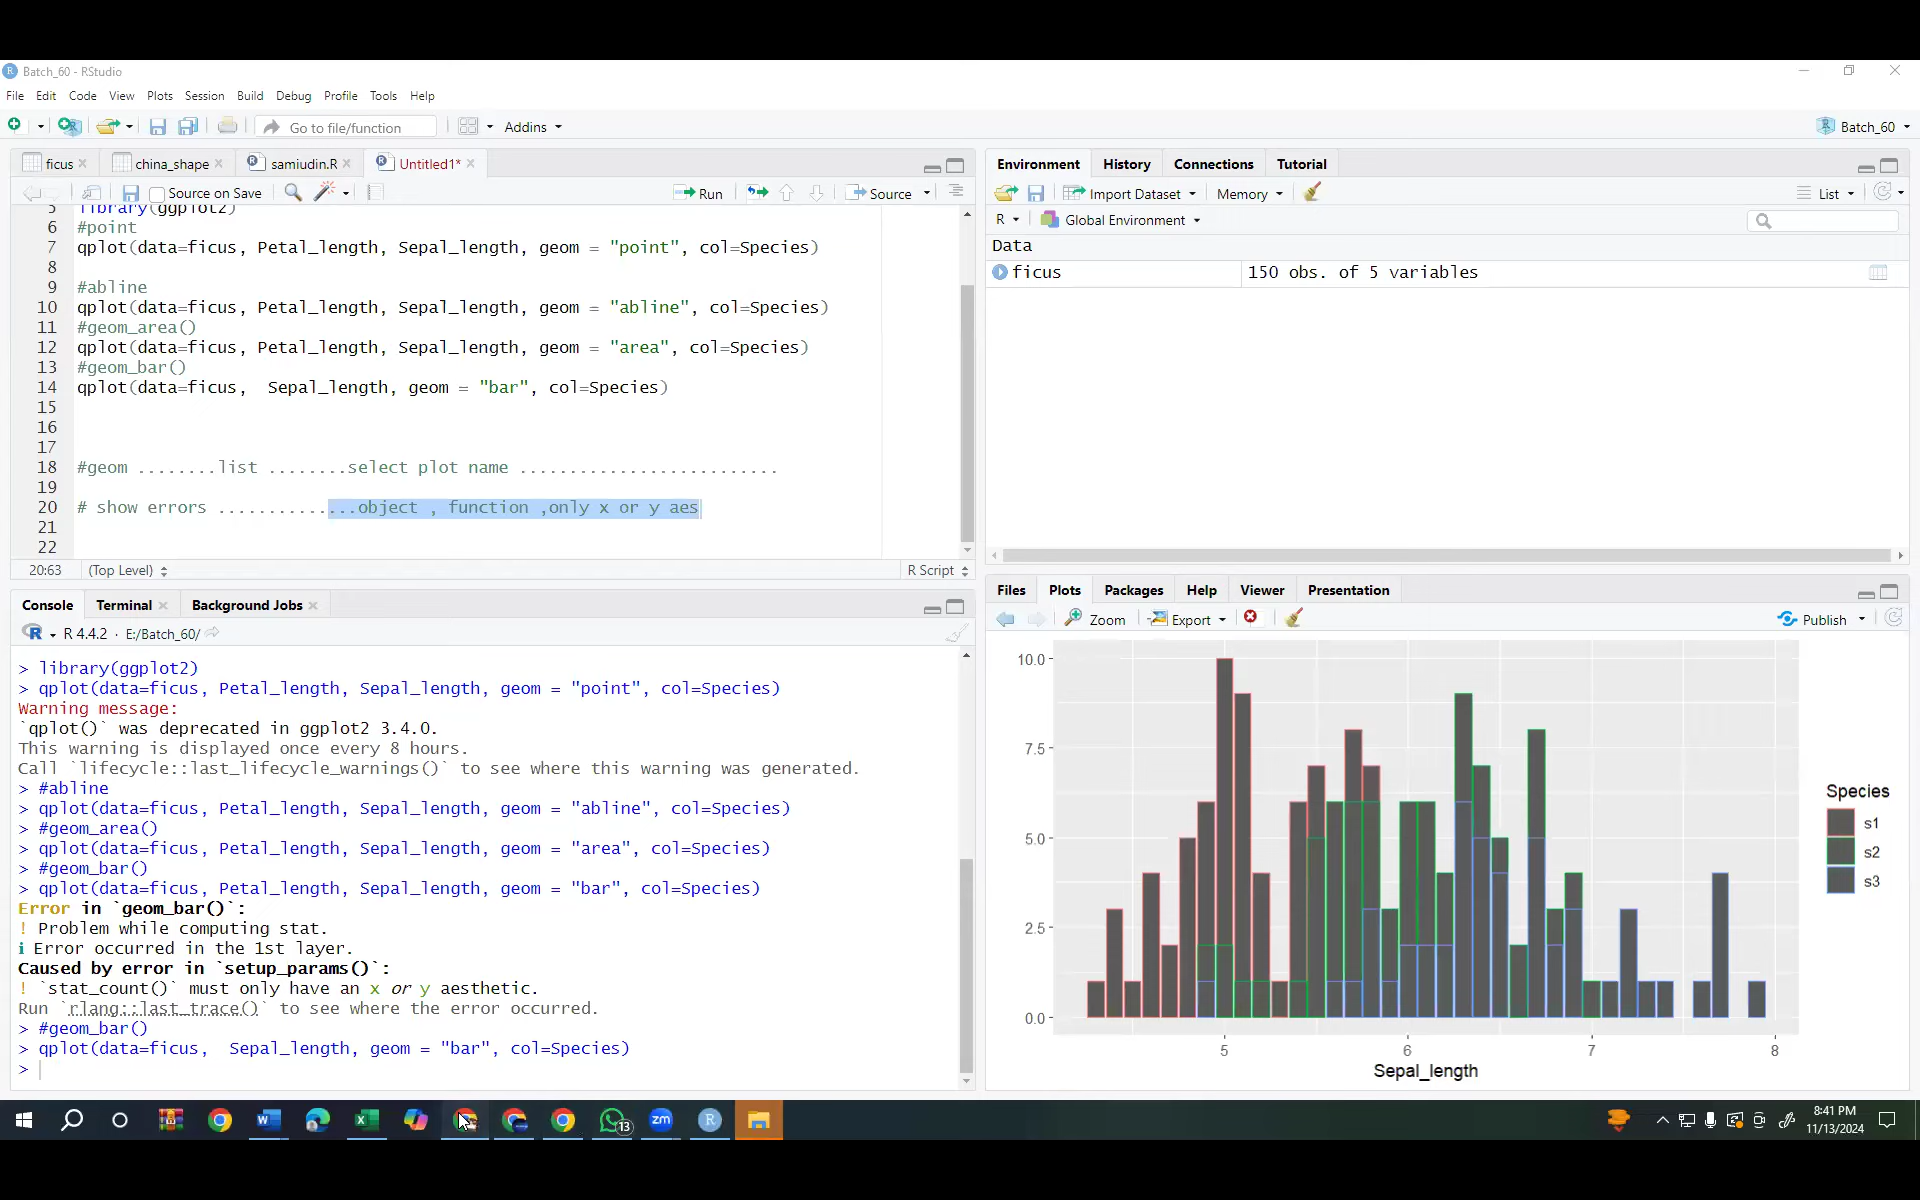 Batch_60 - RStudio
File Edit Code View Plots Session Build Debug Profile Tools Help
Go to file/function Addins Batch_60
ficus china_shape samiudin.R Untitled1*
Source on Save Run Source
5 library(ggplot2)
6 #point
7 qplot(data=ficus, Petal_length, Sepal_length, geom = "point", col=Species)
8
9 #abline
10 qplot(data=ficus, Petal_length, Sepal_length, geom = "abline", col=Species)
11 #geom_area()
12 qplot(data=ficus, Petal_length, Sepal_length, geom = "area", col=Species)
13 #geom_bar()
14 qplot(data=ficus,  Sepal_length, geom = "bar", col=Species)
15
16
17
18 #geom ........list ........select plot name ..........................
19
20 # show errors ..............object , function ,only x or y aes
21
22
20:63 (Top Level) R Script
Console Terminal Background Jobs
R 4.4.2 · E:/Batch_60/
> library(ggplot2)
> qplot(data=ficus, Petal_length, Sepal_length, geom = "point", col=Species)
Warning message:
`qplot()` was deprecated in ggplot2 3.4.0.
This warning is displayed once every 8 hours.
Call `lifecycle::last_lifecycle_warnings()` to see where this warning was generated.
> #abline
> qplot(data=ficus, Petal_length, Sepal_length, geom = "abline", col=Species)
> #geom_area()
> qplot(data=ficus, Petal_length, Sepal_length, geom = "area", col=Species)
> #geom_bar()
> qplot(data=ficus, Petal_length, Sepal_length, geom = "bar", col=Species)
Error in `geom_bar()`:
! Problem while computing stat.
ℹ Error occurred in the 1st layer.
Caused by error in `setup_params()`:
! `stat_count()` must only have an x or y aesthetic.
Run `rlang::last_trace()` to see where the error occurred.
> #geom_bar()
> qplot(data=ficus,  Sepal_length, geom = "bar", col=Species)
>
Environment History Connections Tutorial
Import Dataset Memory List
R Global Environment
Data
ficus 150 obs. of 5 variables
Files Plots Packages Help Viewer Presentation
Zoom Export Publish
10.0
7.5
5.0
2.5
0.0
5 6 7 8
Sepal_length
Species
s1
s2
s3
13
zm
8:41 PM
11/13/2024